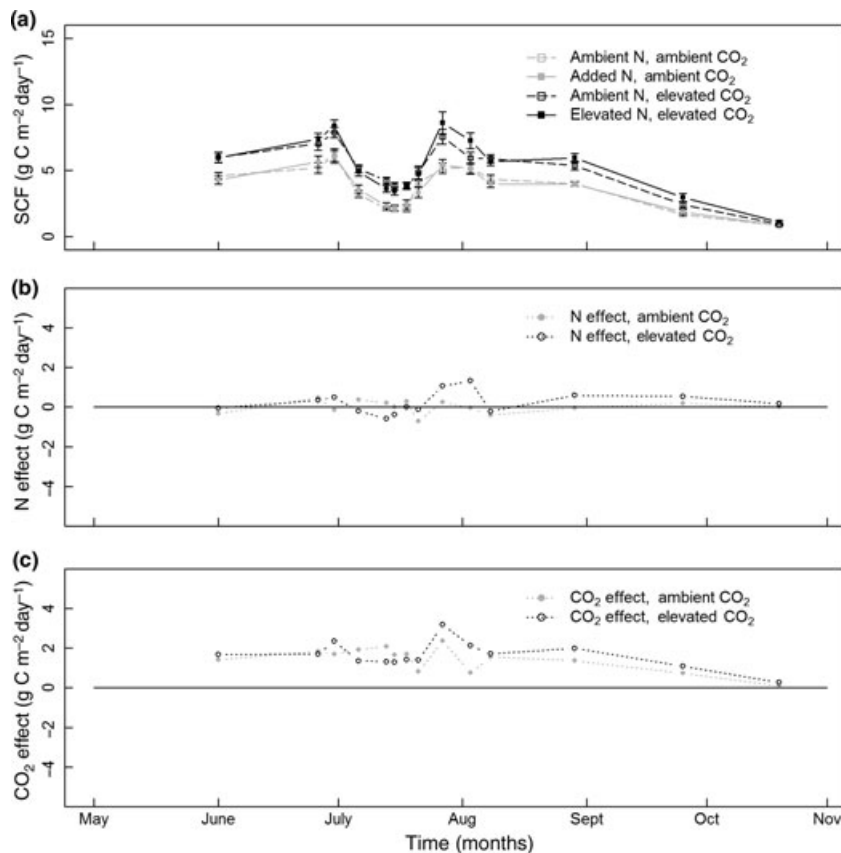 (a)
SCF (g C m⁻² day⁻¹)
15
10
5
0
Ambient N, ambient CO₂
Added N, ambient CO₂
Ambient N, elevated CO₂
Elevated N, elevated CO₂
(b)
N effect (g C m⁻² day⁻¹)
4
2
0
−2
−4
N effect, ambient CO₂
N effect, elevated CO₂
(c)
CO₂ effect (g C m⁻² day⁻¹)
4
2
0
−2
−4
CO₂ effect, ambient CO₂
CO₂ effect, elevated CO₂
May June July Aug Sept Oct Nov
Time (months)